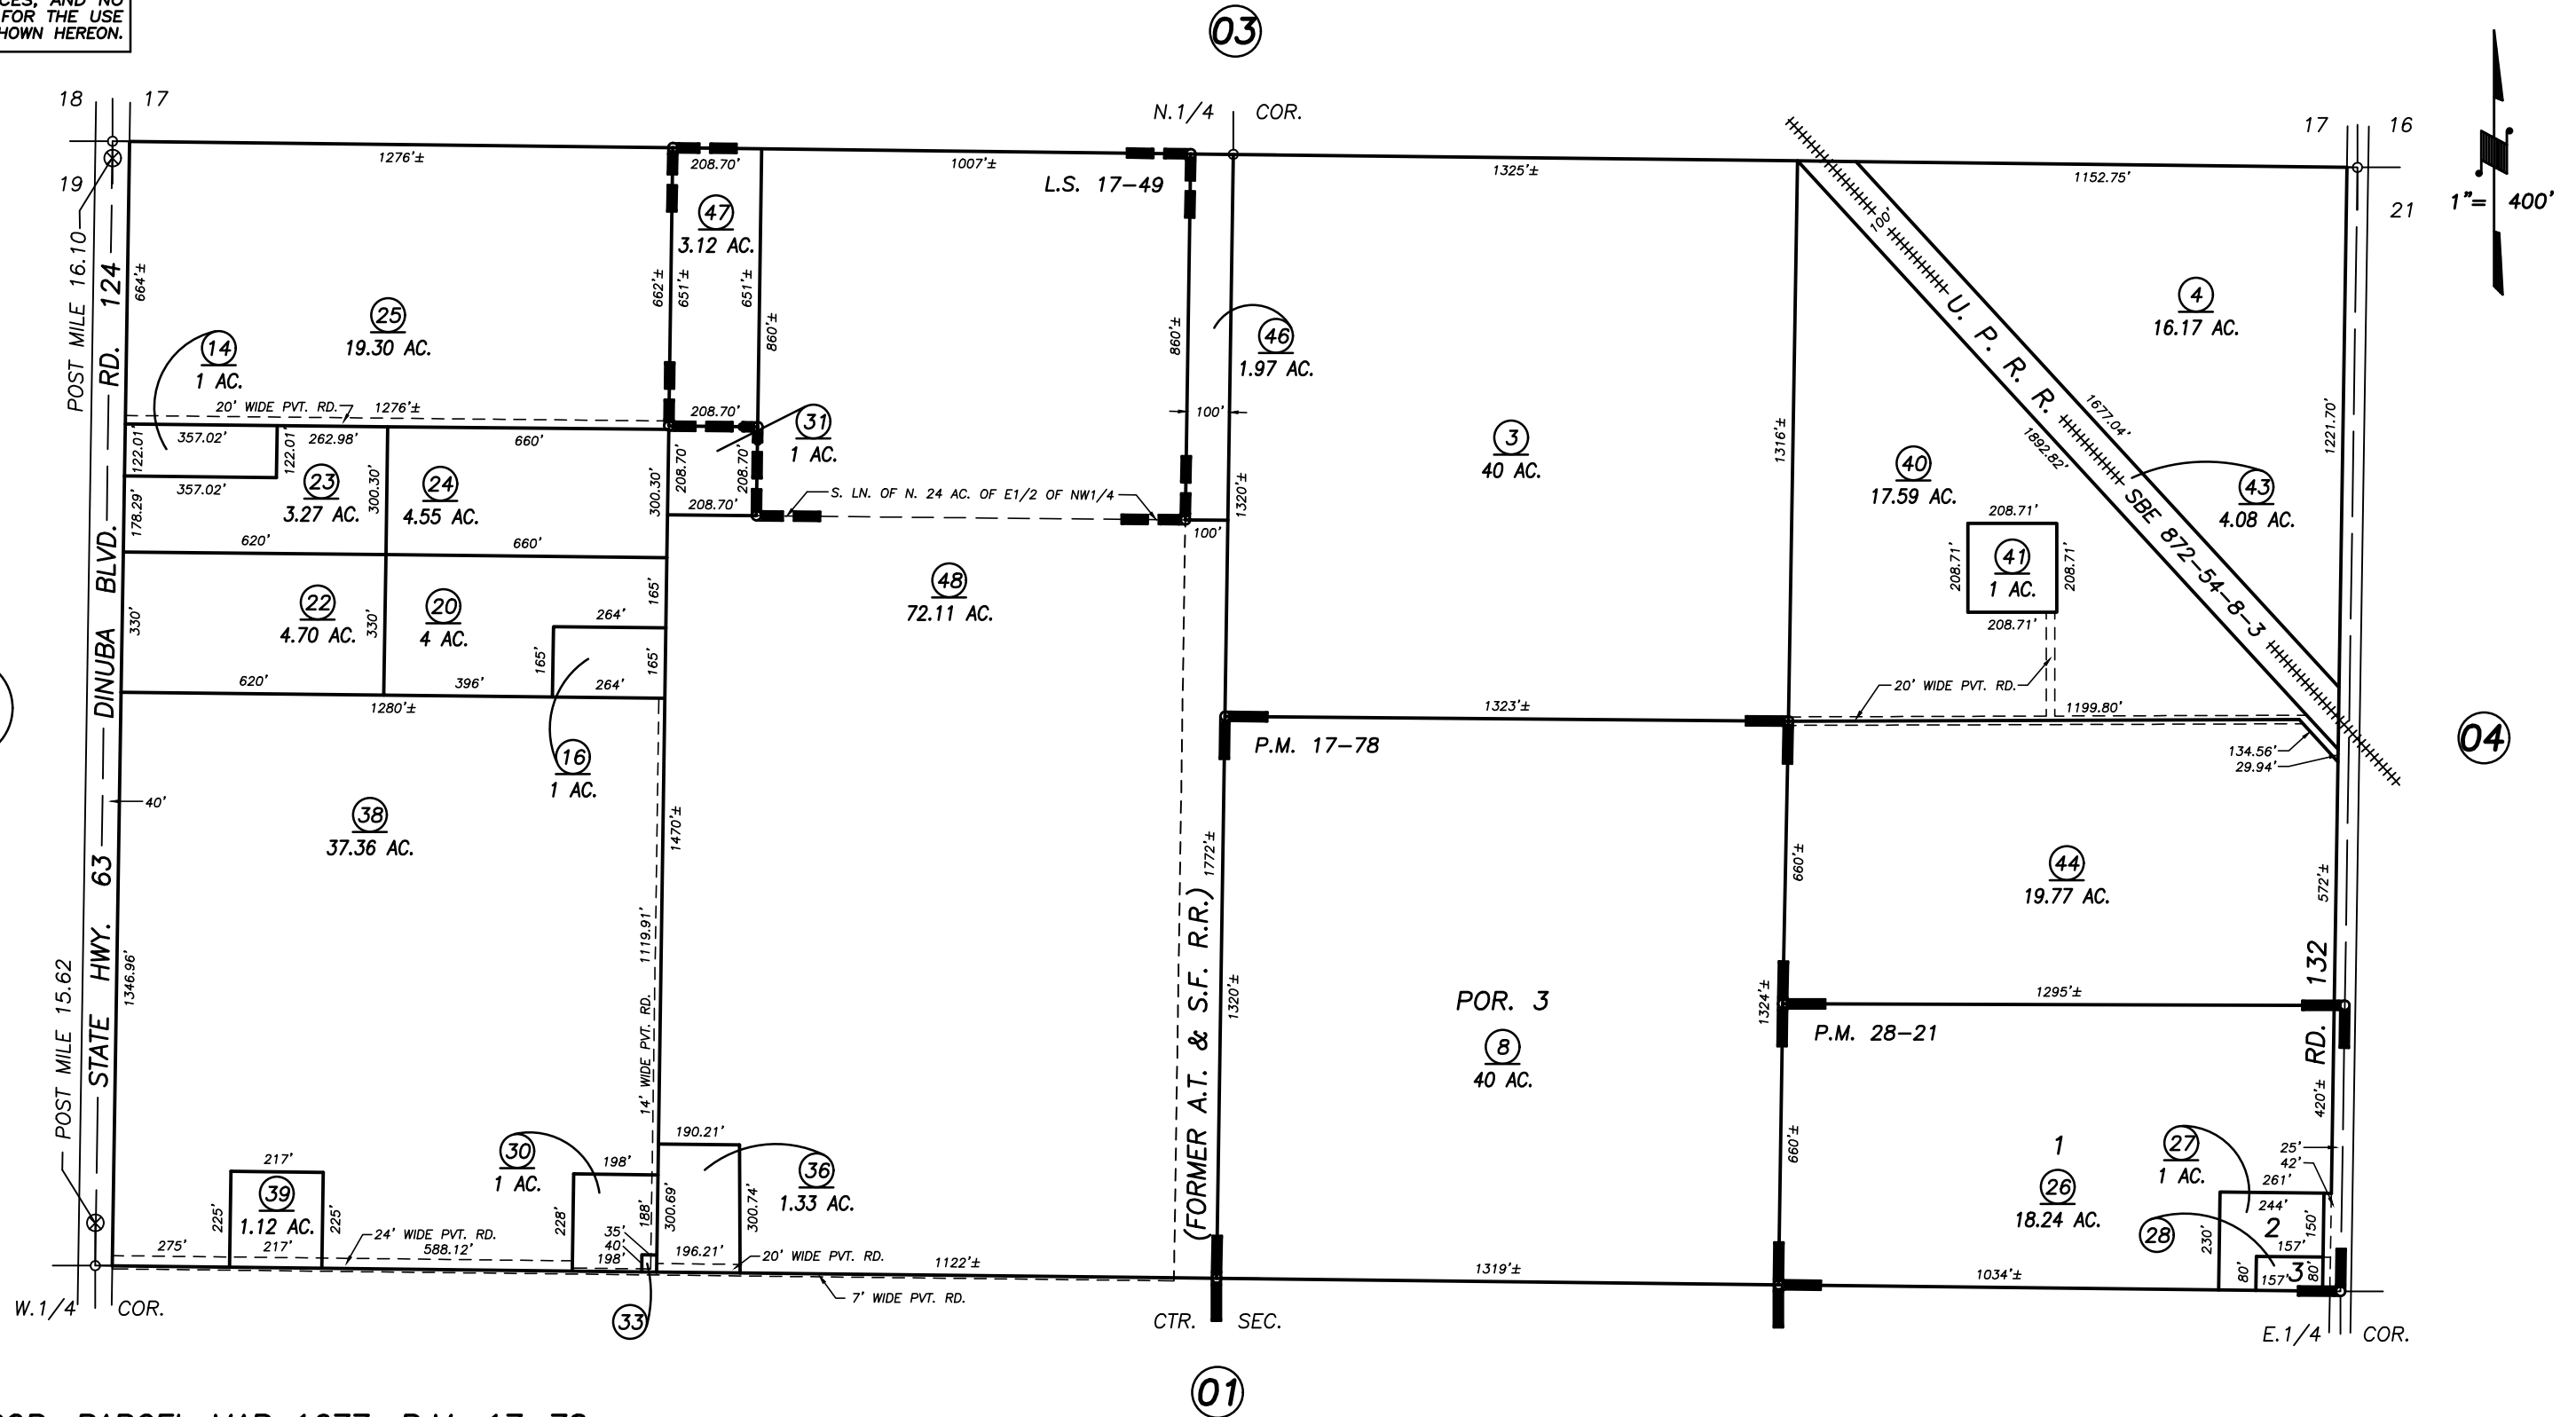 CES, AND NO
FOR THE USE
HOWN HEREON.
03
18 17
19
N.1/4 COR.
17 16
21
1"= 400'
1276'±
208.70'
1007'±
L.S. 17-49
1325'±
1152.75'
POST MILE 16.10
664'±
47
3.12 AC.
662'±
651'±
651'±
860'±
860'±
25
19.30 AC.
14
1 AC.
20' WIDE PVT. RD.
1276'±
208.70'
31
1 AC.
46
1.97 AC.
100'
3
40 AC.
1316'±
40
17.59 AC.
4
16.17 AC.
100'
U. P. R. R.
SBE 872-54-8-3
1677.04'
1892.82'
1221.70'
43
4.08 AC.
122.01'
357.02'
122.01'
262.98'
660'
357.02'
178.29'
23
3.27 AC.
300.30'
24
4.55 AC.
300.30'
208.70'
208.70'
208.70'
S. LN. OF N. 24 AC. OF E1/2 OF NW1/4
1320'±
100'
208.71'
208.71'
41
1 AC.
208.71'
208.71'
620'
660'
330'
22
4.70 AC.
330'
20
4 AC.
165'
264'
165'
165'
264'
48
72.11 AC.
620'
396'
1280'±
16
1 AC.
20' WIDE PVT. RD.
1323'±
1199.80'
P.M. 17-78
134.56'
29.94'
04
STATE HWY. 63 DINUBA BLVD. RD. 124
40'
38
37.36 AC.
1470'±
1772'±
660'±
44
19.77 AC.
572'±
1119.91'
14' WIDE PVT. RD.
(FORMER A.T. & S.F. R.R.)
1346.96'
POST MILE 15.62
1320'±
POR. 3
8
40 AC.
1324'±
1295'±
P.M. 28-21
RD. 132
420'±
660'±
1
26
18.24 AC.
27
1 AC.
25'
42'
261'
244'
2
150'
230'
28
157'
80'
157'
3
80'
217'
39
1.12 AC.
225'
225'
217'
275'
24' WIDE PVT. RD.
588.12'
30
1 AC.
198'
228'
188'
35'
40'
198'
190.21'
36
1.33 AC.
300.69'
300.74'
196.21'
20' WIDE PVT. RD.
1122'±
7' WIDE PVT. RD.
33
1319'±
1034'±
W.1/4 COR.
CTR. SEC.
E.1/4 COR.
01